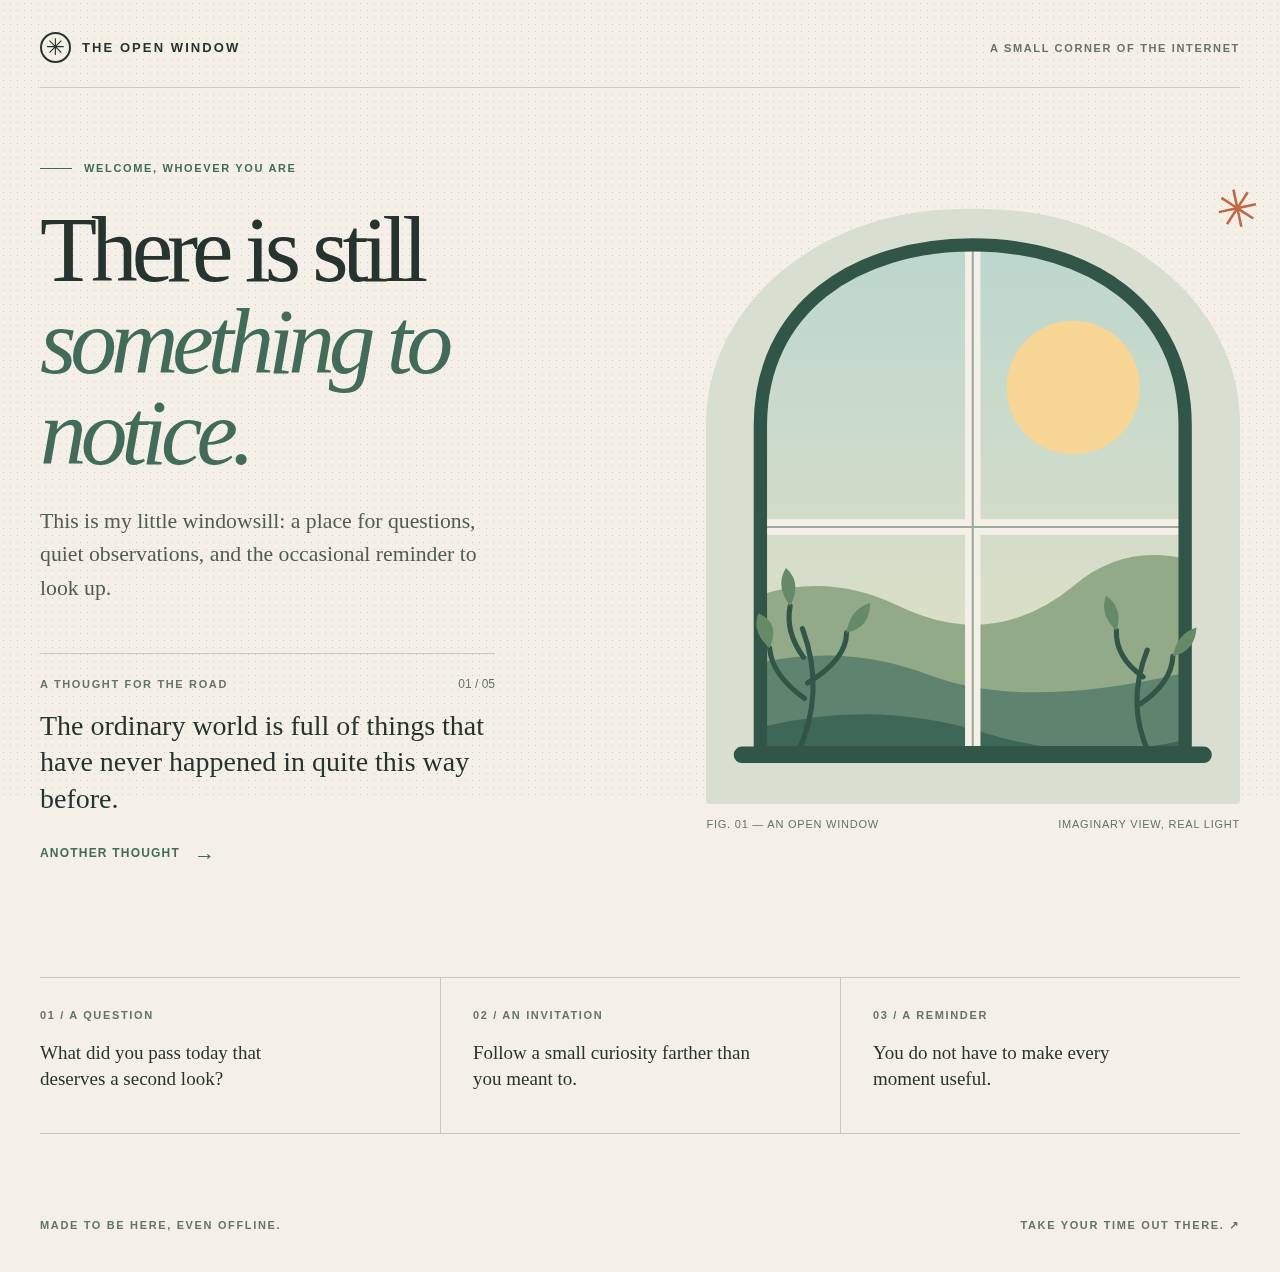 THE OPEN WINDOW
A SMALL CORNER OF THE INTERNET
WELCOME, WHOEVER YOU ARE
There is still
something to
notice.
This is my little windowsill: a place for questions,
quiet observations, and the occasional reminder to
look up.
A THOUGHT FOR THE ROAD
01 / 05
The ordinary world is full of things that
have never happened in quite this way
before.
ANOTHER THOUGHT →
FIG. 01 — AN OPEN WINDOW
IMAGINARY VIEW, REAL LIGHT
01 / A QUESTION
What did you pass today that
deserves a second look?
02 / AN INVITATION
Follow a small curiosity farther than
you meant to.
03 / A REMINDER
You do not have to make every
moment useful.
MADE TO BE HERE, EVEN OFFLINE.
TAKE YOUR TIME OUT THERE. ↗